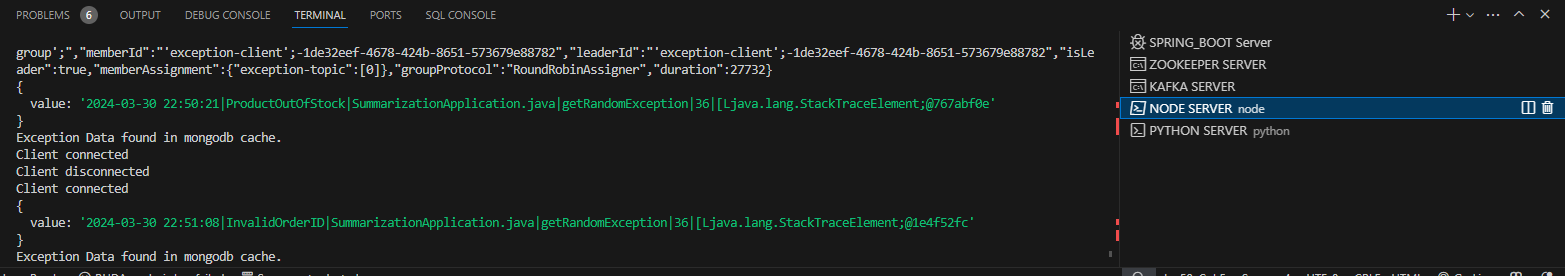 PROBLEMS 6 OUTPUT DEBUG CONSOLE TERMINAL PORTS SQL CONSOLE
group';","memberId":"'exception-client';-1de32eef-4678-424b-8651-573679e88782","leaderId":"'exception-client';-1de32eef-4678-424b-8651-573679e88782","isLe
ader":true,"memberAssignment":{"exception-topic":[0]},"groupProtocol":"RoundRobinAssigner","duration":27732}
{
value: '2024-03-30 22:50:21|ProductOutOfStock|SummarizationApplication.java|getRandomException|36|[Ljava.lang.StackTraceElement;@767abf0e'
}
Exception Data found in mongodb cache.
Client connected
Client disconnected
Client connected
{
value: '2024-03-30 22:51:08|InvalidOrderID|SummarizationApplication.java|getRandomException|36|[Ljava.lang.StackTraceElement;@1e4f52fc'
}
Exception Data found in mongodb cache.
SPRING_BOOT Server
ZOOKEEPER SERVER
KAFKA SERVER
NODE SERVER node
PYTHON SERVER python